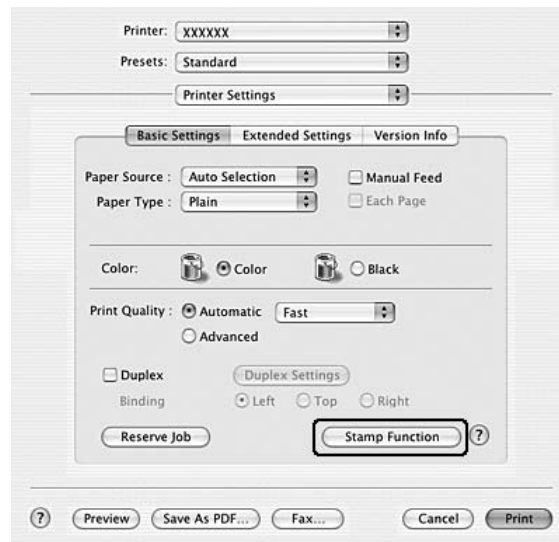 Printer: XXXXXX
Presets: Standard
Printer Settings
Basic Settings Extended Settings Version Info
Paper Source : Auto Selection Manual Feed
Paper Type : Plain Each Page
Color: Color Black
Print Quality : Automatic Fast
Advanced
Duplex Duplex Settings
Binding Left Top Right
Reserve Job Stamp Function ?
? Preview Save As PDF... Fax... Cancel Print